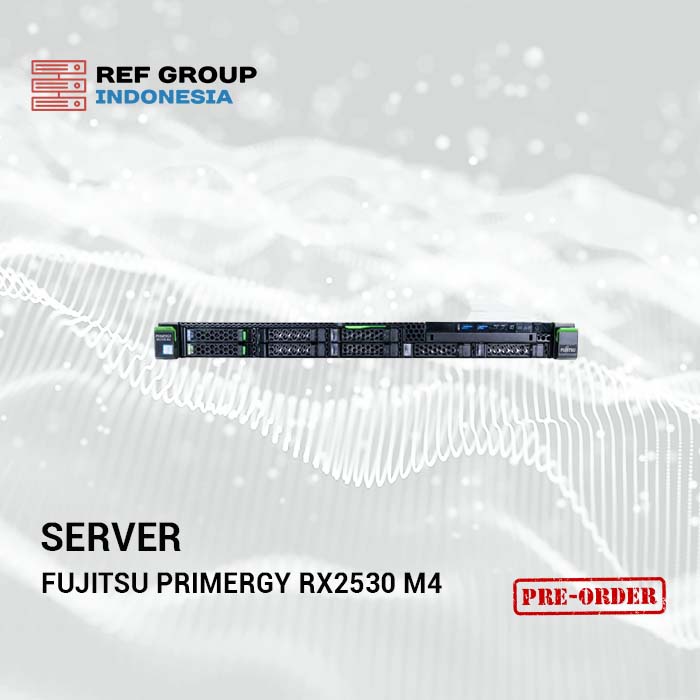 REF GROUP
INDONESIA
SERVER
FUJITSU PRIMERGY RX2530 M4
PRE-ORDER